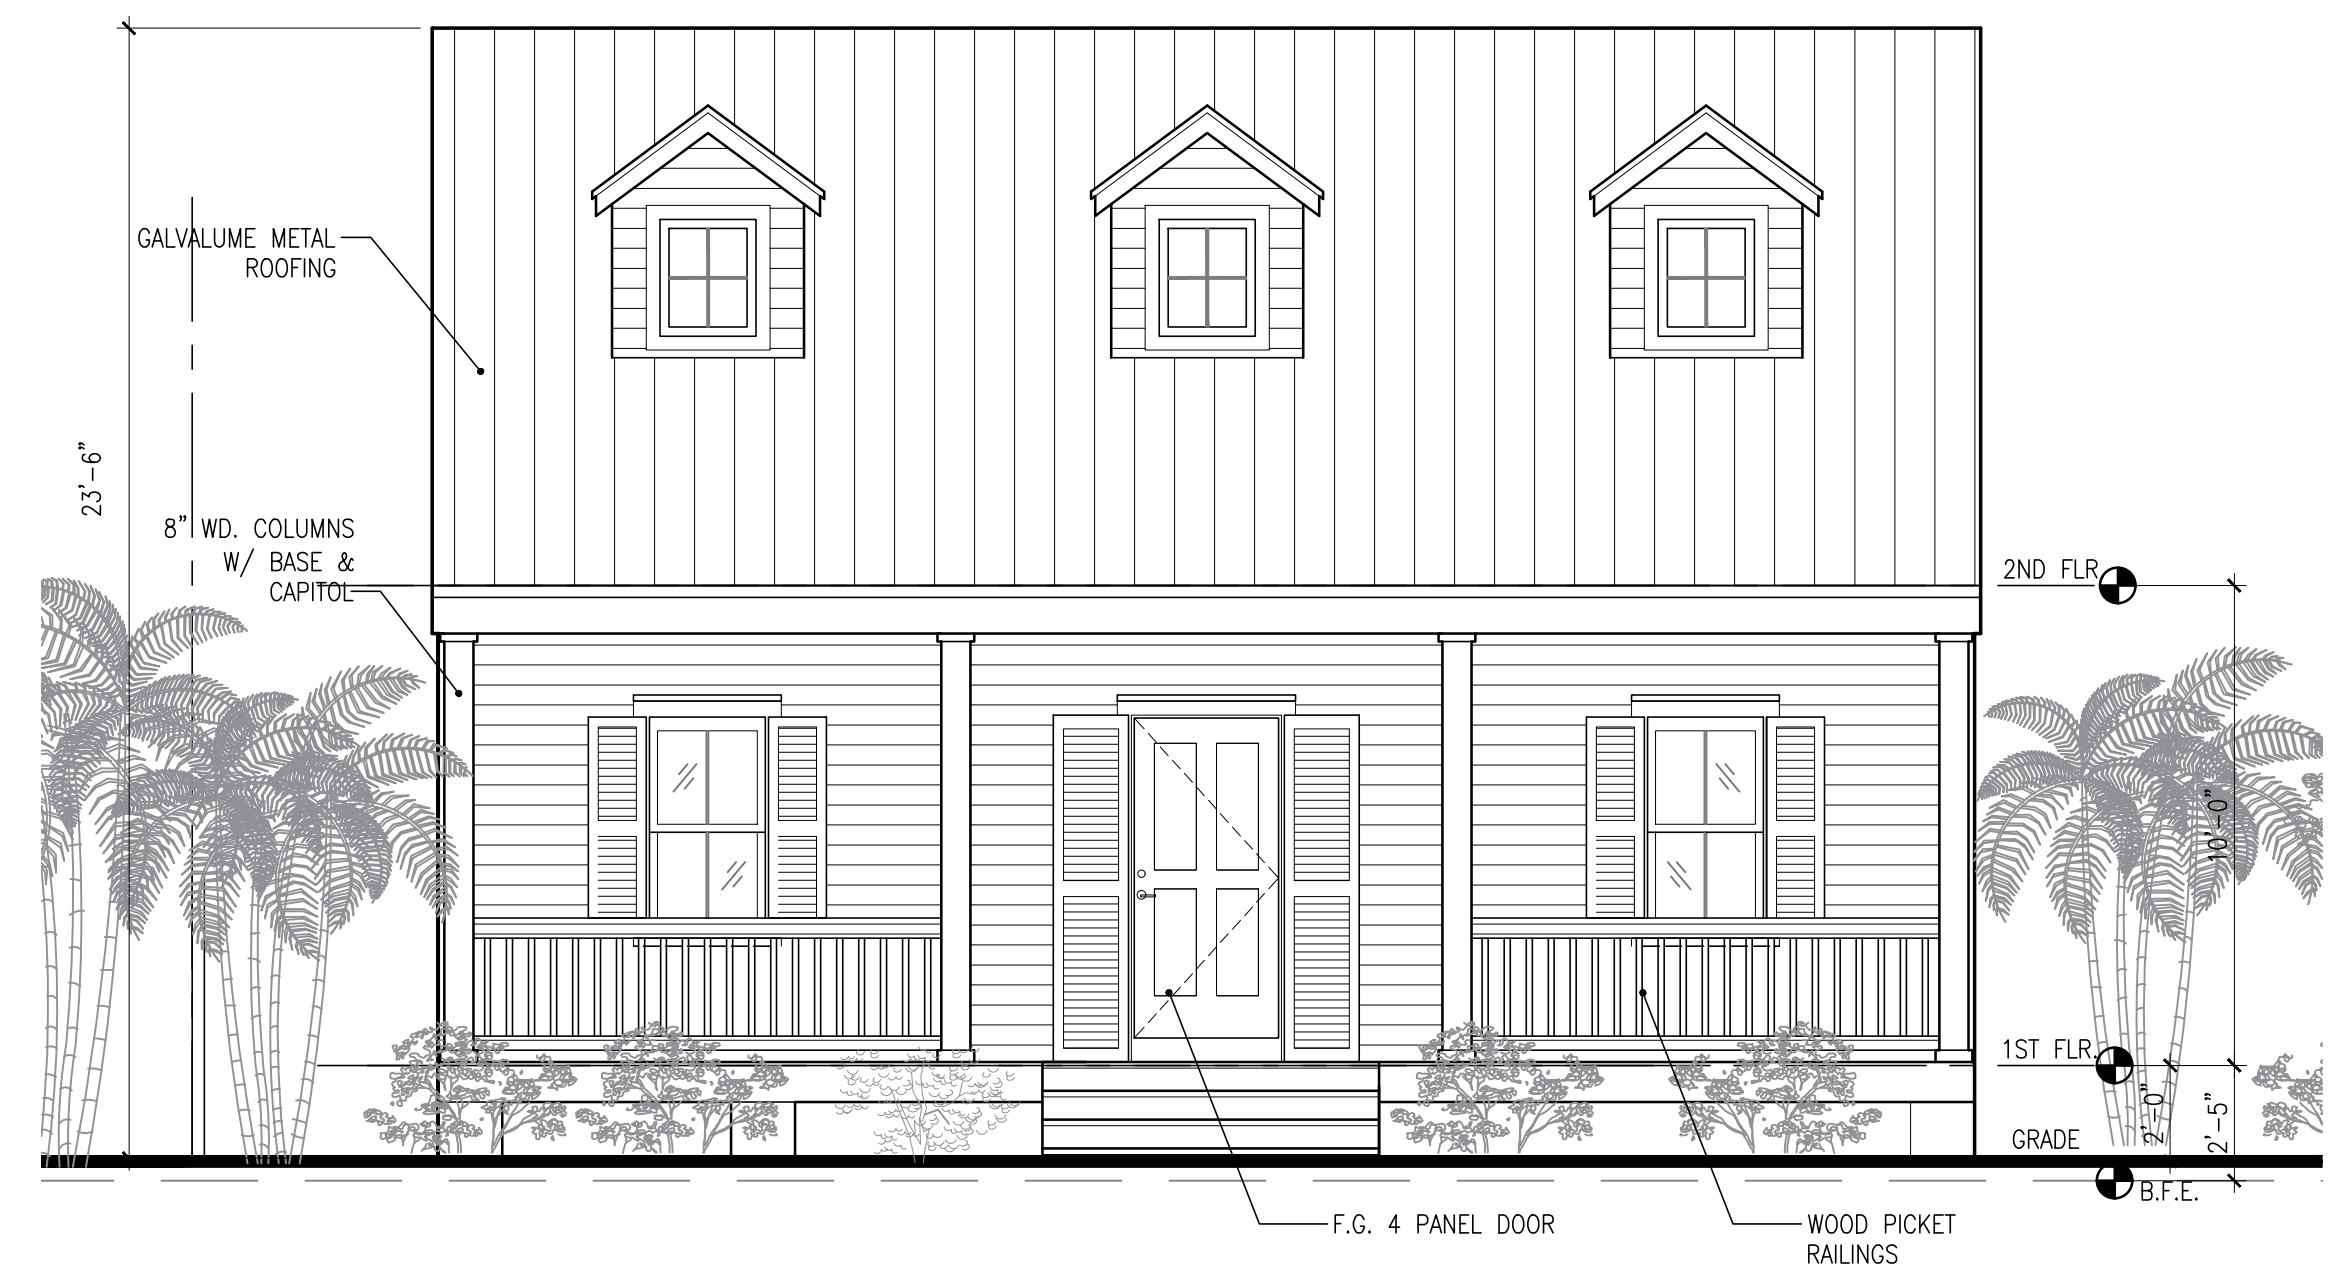 GALVALUME METAL
ROOFING
23'-6"
8" WD. COLUMNS
W/ BASE &
CAPITOL
2ND FLR.
10'-0"
1ST FLR.
2'-0"
2'-5"
GRADE
B.F.E.
F.G. 4 PANEL DOOR
WOOD PICKET
RAILINGS